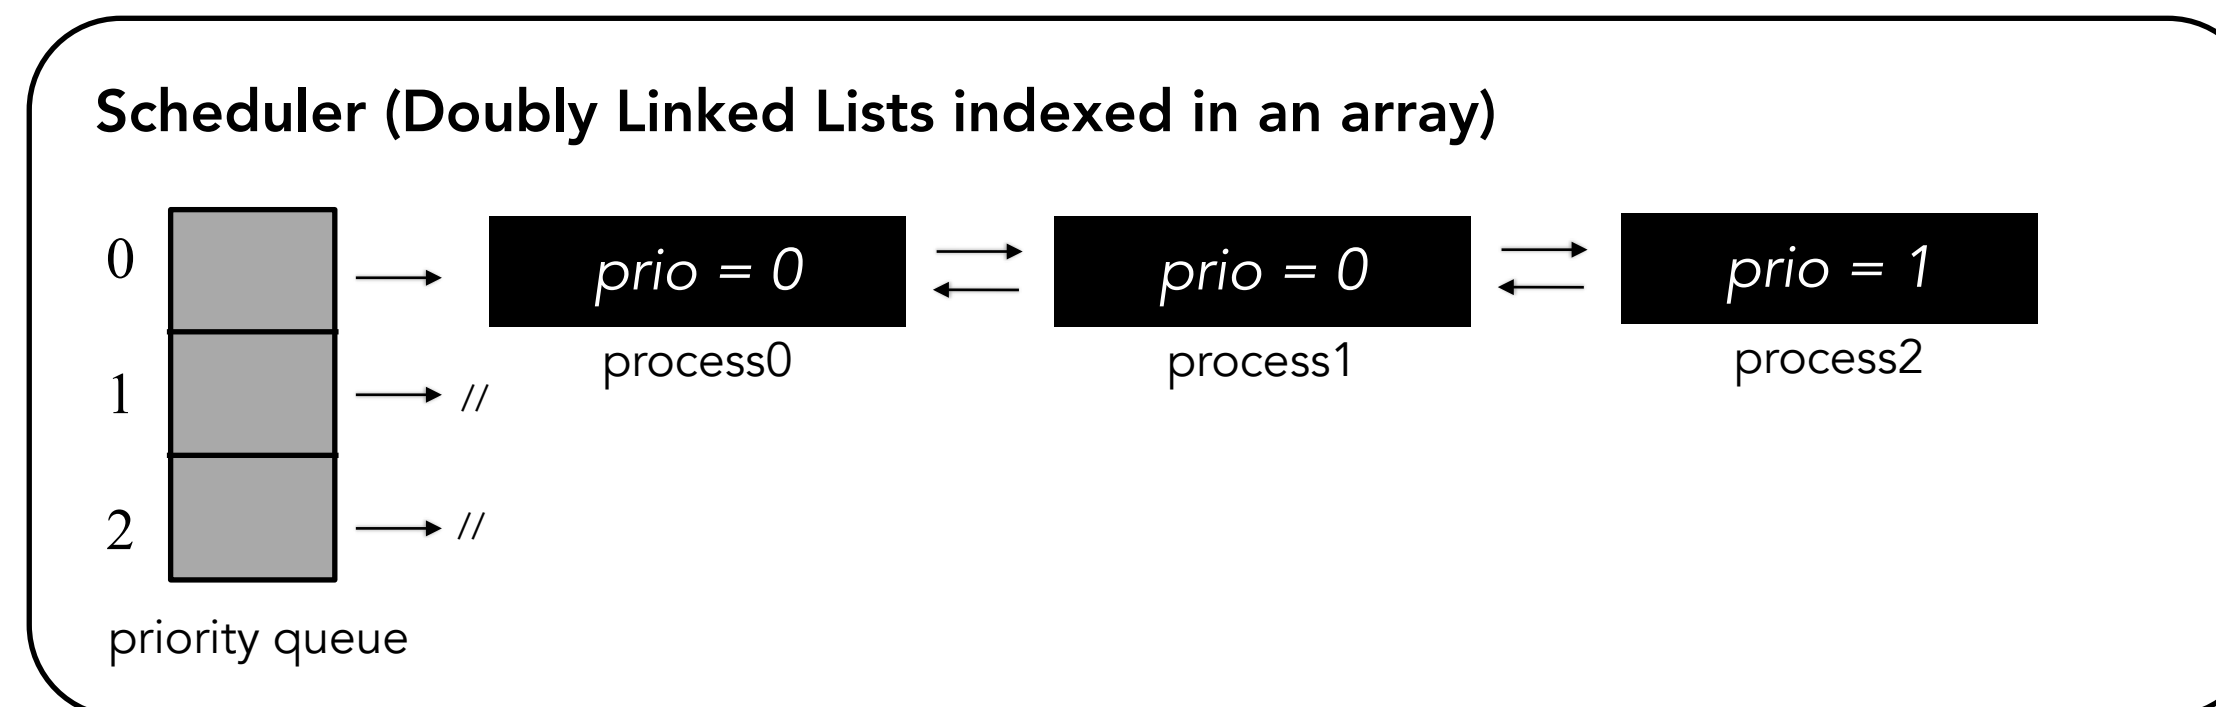 Scheduler (Doubly Linked Lists indexed in an array)
0
prio = 0
prio = 0
prio = 1
process0
process1
process2
1
//
2
//
priority queue